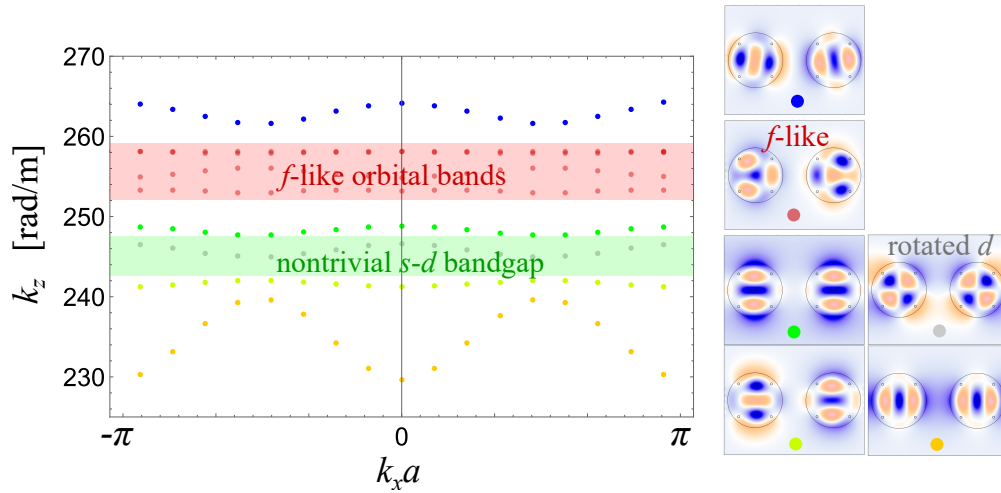 270
260
250
240
230
k_z [rad/m]
f-like orbital bands
nontrivial s-d bandgap
-π
0
π
k_x a
f-like
rotated d